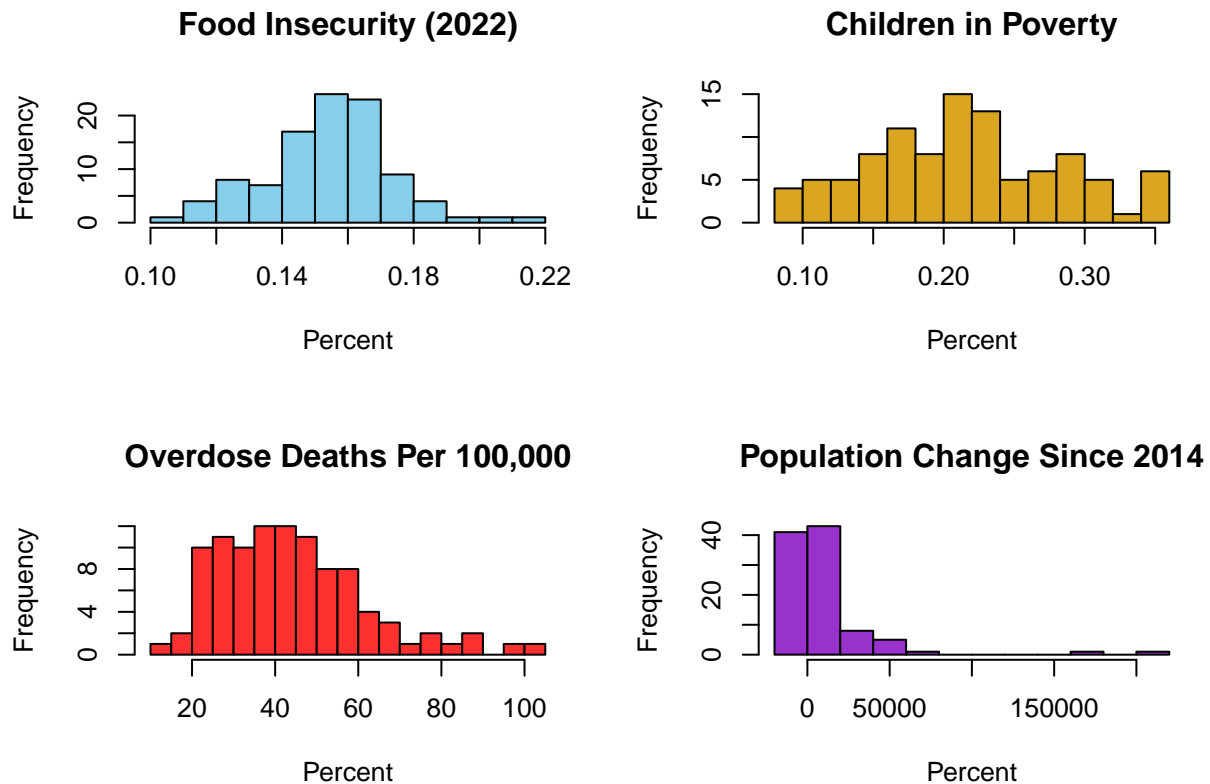 Food Insecurity (2022)
Frequency
0 10 20
0.10 0.14 0.18 0.22
Percent
Children in Poverty
Frequency
0 5 15
0.10 0.20 0.30
Percent
Overdose Deaths Per 100,000
Frequency
0 4 8
20 40 60 80 100
Percent
Population Change Since 2014
Frequency
0 20 40
0 50000 150000
Percent